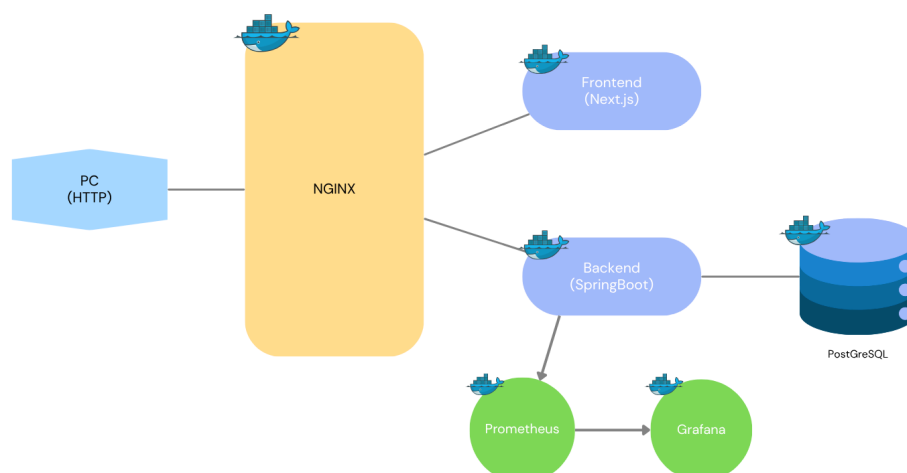 Frontend
(Next.js)
PC
(HTTP)
NGINX
Backend
(SpringBoot)
PostGreSQL
Prometheus
Grafana